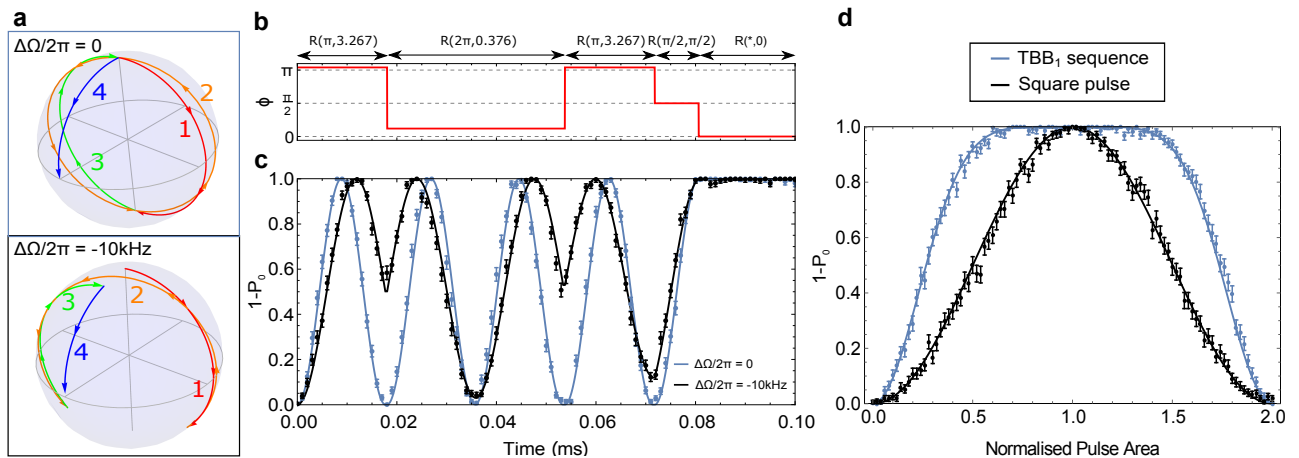 a
ΔΩ/2π = 0
1
2
3
4
ΔΩ/2π = -10kHz
1
2
3
4
b
R(π,3.267) R(2π,0.376) R(π,3.267) R(π/2,π/2) R(*,0)
π
π/2
0
ϕ
c
1.0
0.8
0.6
0.4
0.2
0.0
1-P₀
ΔΩ/2π = 0
ΔΩ/2π = -10kHz
0.00 0.02 0.04 0.06 0.08 0.10
Time (ms)
d
TBB₁ sequence
Square pulse
1.0
0.8
0.6
0.4
0.2
0.0
1-P₀
0.0 0.5 1.0 1.5 2.0
Normalised Pulse Area